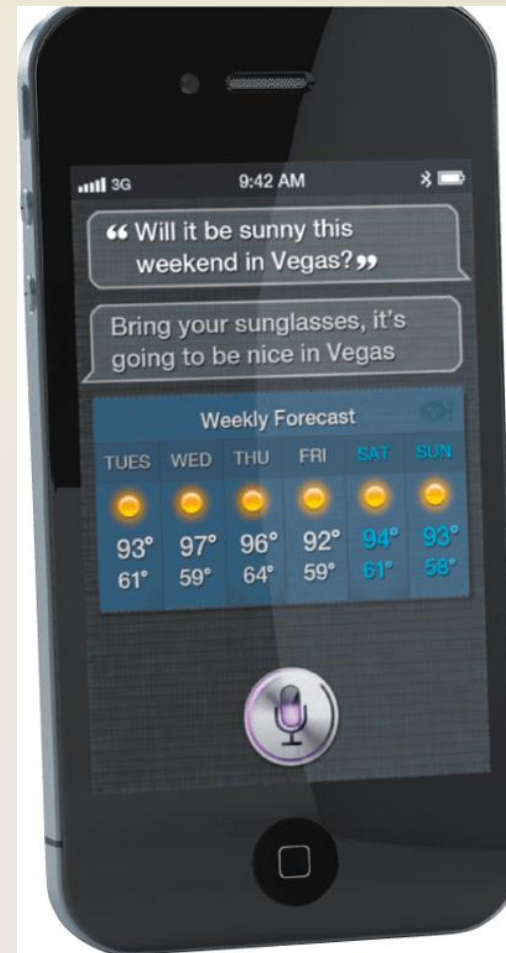 3G 9:42 AM
“ Will it be sunny this
weekend in Vegas? ”
Bring your sunglasses, it's
going to be nice in Vegas
Weekly Forecast
TUES WED THU FRI SAT SUN
93° 97° 96° 92° 94° 93°
61° 59° 64° 59° 61° 58°